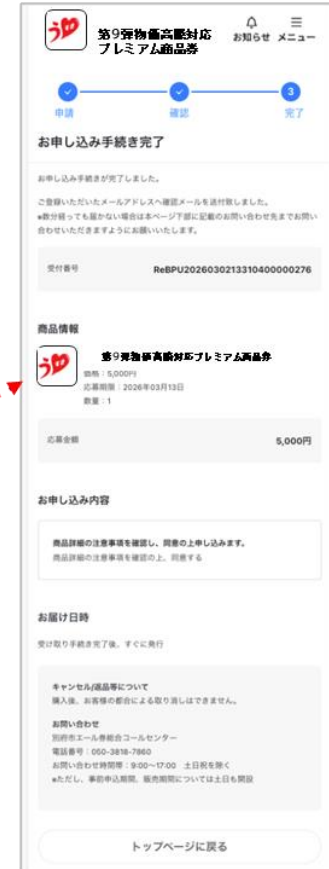 第9弾物価高騰対応
プレミアム商品券
お知らせ メニュー
3
申請 確認 完了
お申し込み手続き完了
お申し込み手続きが完了しました。
ご登録いただいたメールアドレスへ確認メールを送付致しました。
※数分経っても届かない場合は本ページ下部に記載のお問い合わせ先までお問い
合わせいただきますようにお願いいたします。
受付番号 ReBPU20260302133104000000276
商品情報
第9弾物価高騰対応プレミアム商品券
価格：5,000円
応募期限：2026年03月13日
数量：1
応募金額 5,000円
お申し込み内容
商品詳細の注意事項を確認し、同意の上申し込みます。
商品詳細の注意事項を確認の上、同意する
お届け日時
受け取り手続き完了後、すぐに発行
キャンセル/返品等について
購入後、お客様の都合による取り消しはできません。
お問い合わせ
別府市エール券総合コールセンター
電話番号：050-3818-7860
お問い合わせ時間帯：9:00〜17:00 土日祝を除く
※ただし、事前申込期間、販売期間については土日も開設
トップページに戻る